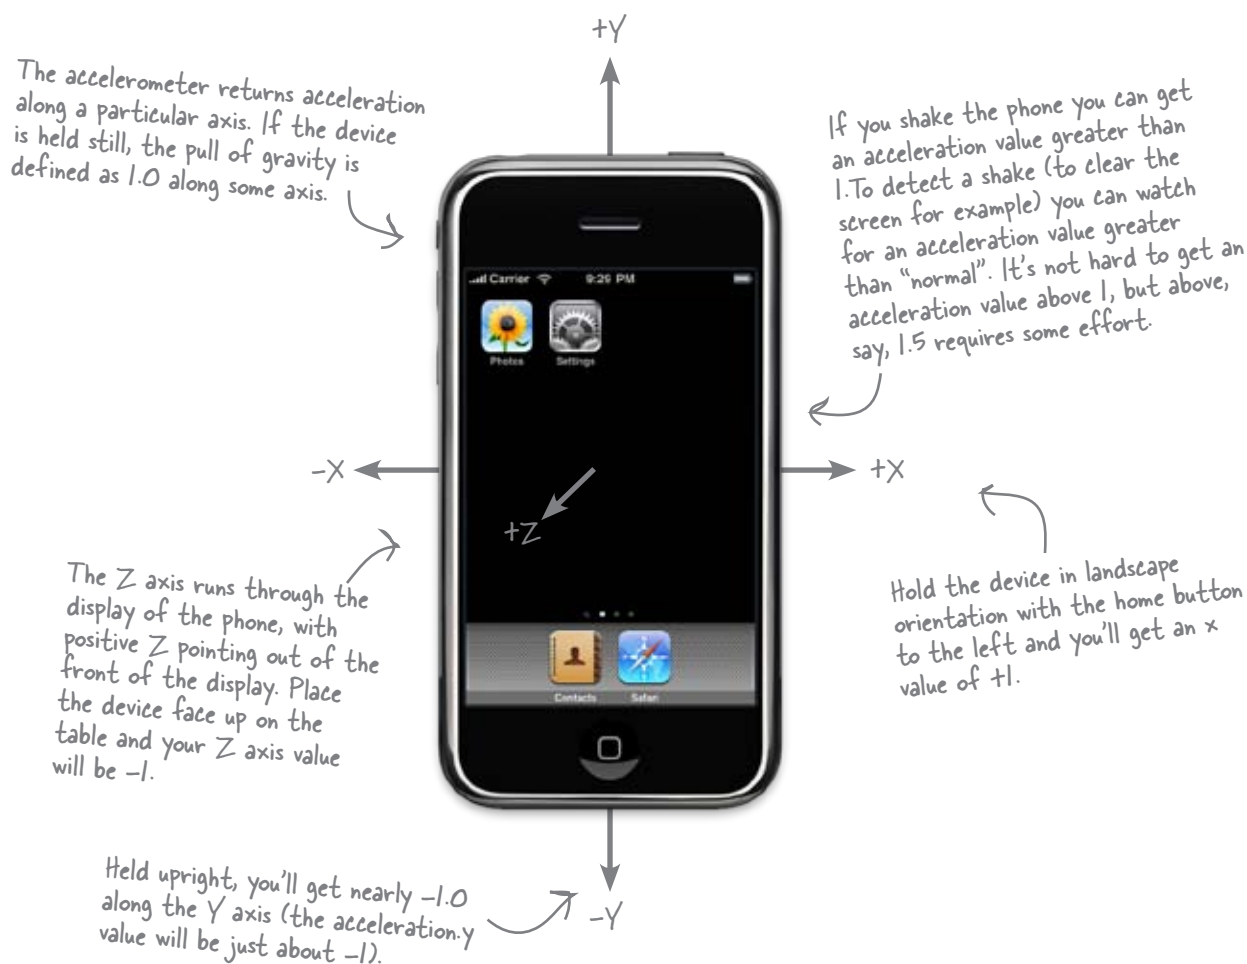 +Y
The accelerometer returns acceleration
along a particular axis. If the device
is held still, the pull of gravity is
defined as 1.0 along some axis.
If you shake the phone you can get
an acceleration value greater than
1.To detect a shake (to clear the
screen for example) you can watch
for an acceleration value greater
than “normal”. It's not hard to get an
acceleration value above 1, but above,
say, 1.5 requires some effort.
Carrier 9:29 PM
Photos Settings
-X
+X
+Z
The Z axis runs through the
display of the phone, with
positive Z pointing out of the
front of the display. Place
the device face up on the
table and your Z axis value
will be -1.
Hold the device in landscape
orientation with the home button
to the left and you'll get an x
value of +1.
Contacts Safari
Held upright, you'll get nearly -1.0
along the Y axis (the acceleration.y
value will be just about -1).
-Y